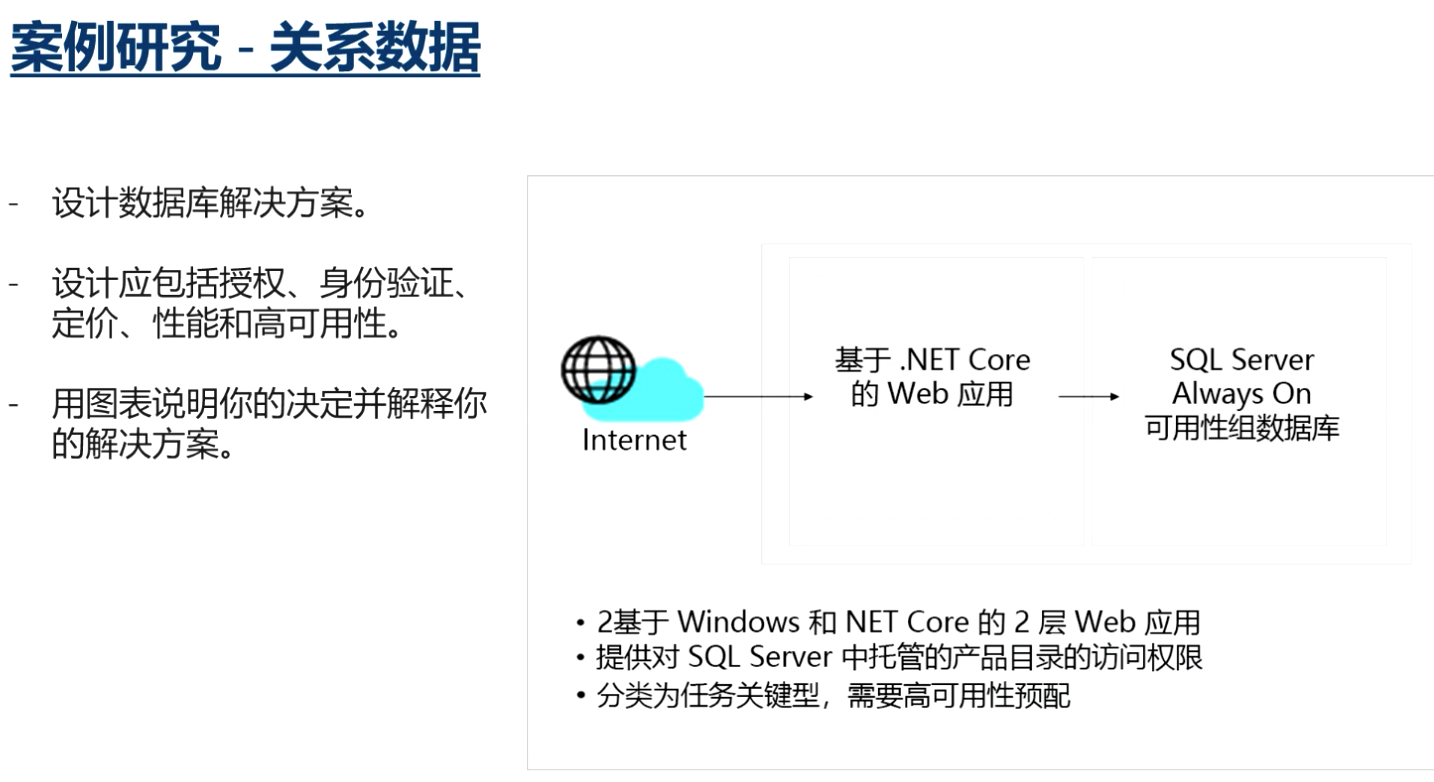 案例研究 - 关系数据
- 设计数据库解决方案。
- 设计应包括授权、身份验证、
定价、性能和高可用性。
- 用图表说明你的决定并解释你
的解决方案。
Internet
基于 .NET Core
的 Web 应用
SQL Server
Always On
可用性组数据库
• 2基于 Windows 和 NET Core 的 2 层 Web 应用
• 提供对 SQL Server 中托管的产品目录的访问权限
• 分类为任务关键型，需要高可用性预配